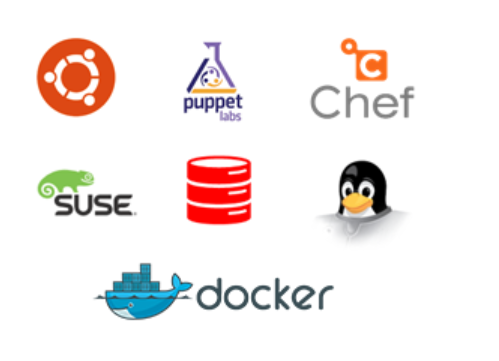 puppet
labs
C
Chef
SUSE.
docker